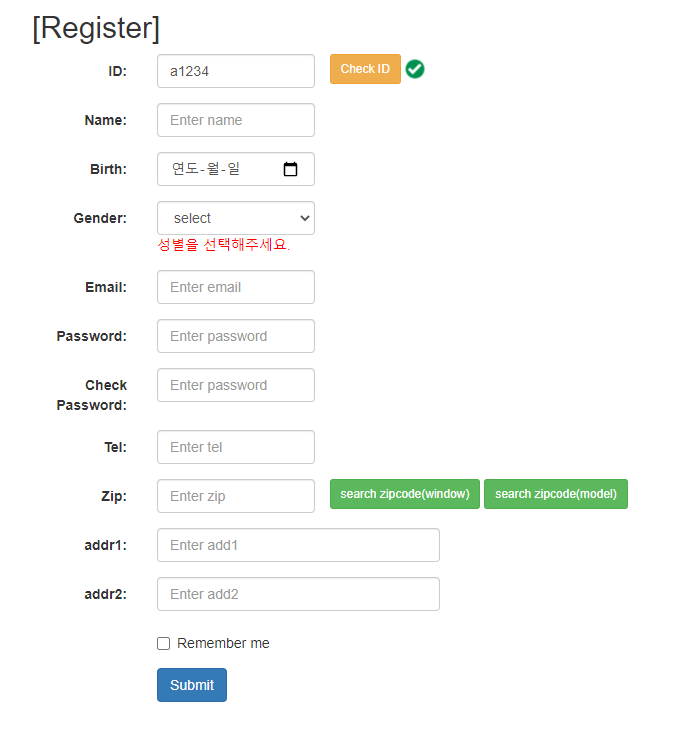 [Register]
ID: a1234 Check ID
Name: Enter name
Birth: 연도-월-일
Gender: select
성별을 선택해주세요.
Email: Enter email
Password: Enter password
Check Enter password
Password:
Tel: Enter tel
Zip: Enter zip search zipcode(window) search zipcode(model)
addr1: Enter add1
addr2: Enter add2
Remember me
Submit